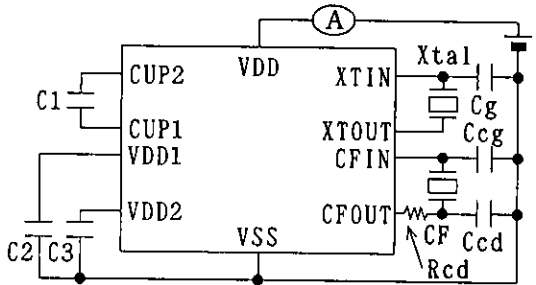 A
VDD
Xtal
CUP2
XTIN
C1
Cg
CUP1
XTOUT
Ccg
VDD1
CFIN
VDD2
CFOUT
CF
Ccd
C2
C3
VSS
Rcd